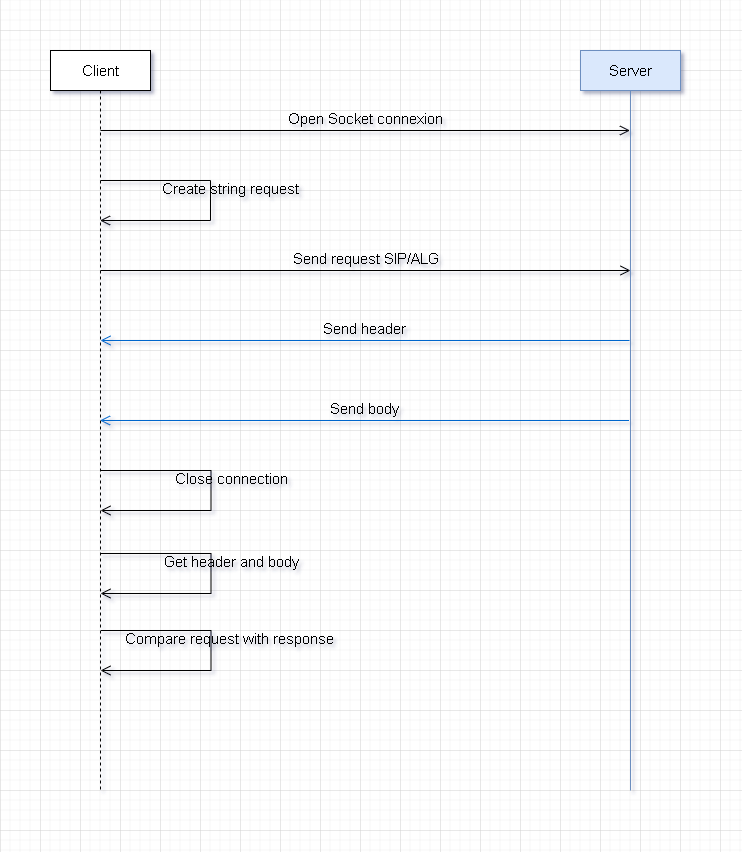 Client
Server
Open Socket connexion
Create string request
Send request SIP/ALG
Send header
Send body
Close connection
Get header and body
Compare request with response